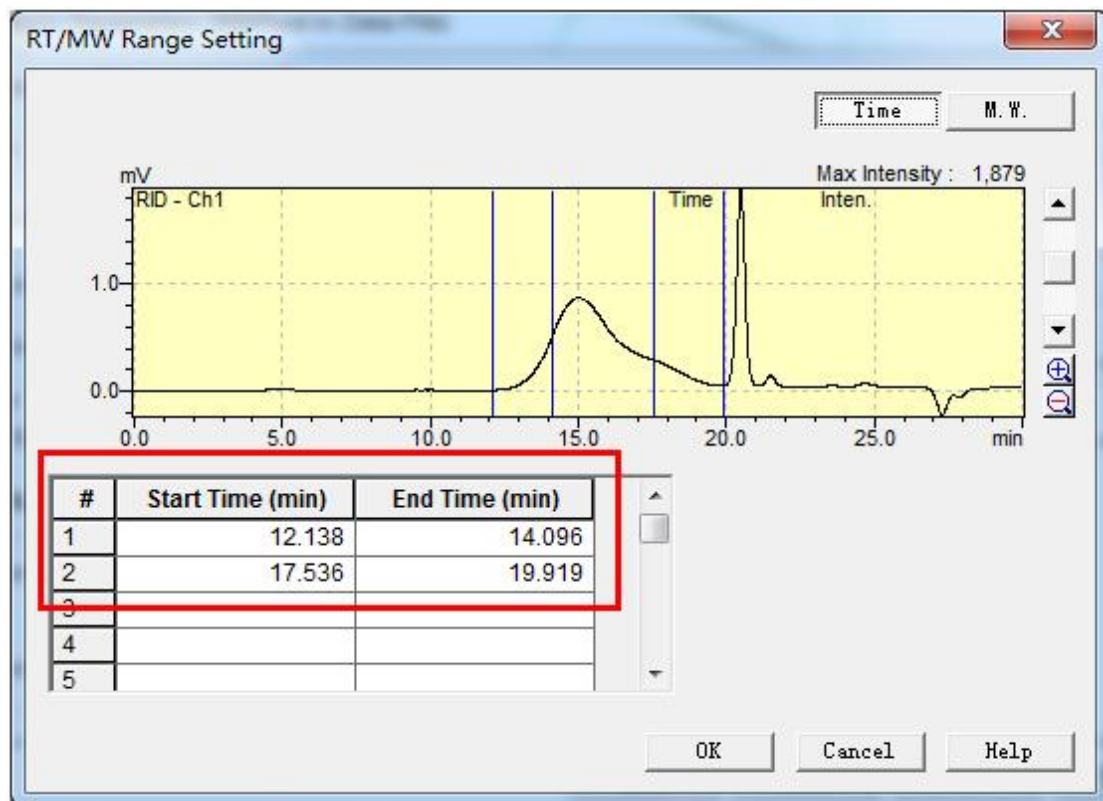 RT/MW Range Setting
Time M.W.
mV Max Intensity : 1,879
RID - Ch1 Time Inten.
1.0
0.0
0.0 5.0 10.0 15.0 20.0 25.0 min
# Start Time (min) End Time (min)
1 12.138 14.096
2 17.536 19.919
3
4
5
OK Cancel Help